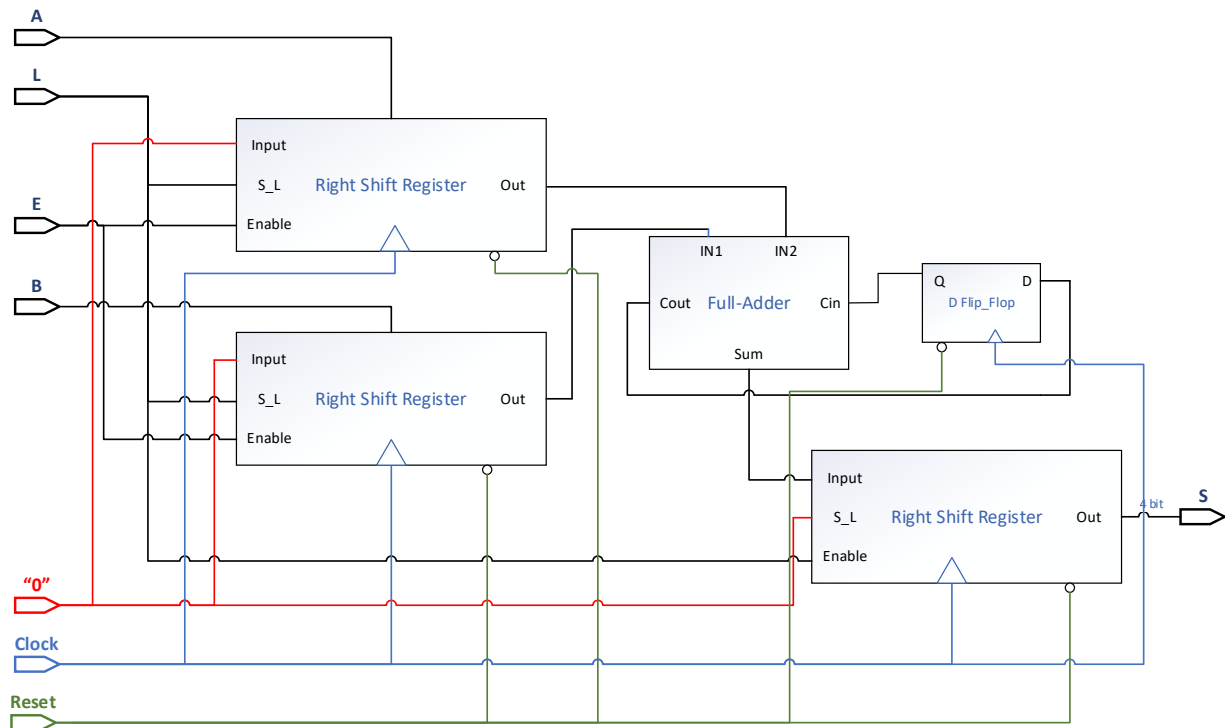 A
L
Input
S_L
Right Shift Register
Out
E
Enable
IN1
IN2
B
Cout
Full-Adder
Cin
Q
D
D Flip_Flop
Sum
Input
S_L
Right Shift Register
Out
Enable
Input
S_L
Right Shift Register
Out
Enable
4 bit
S
“0”
Clock
Reset